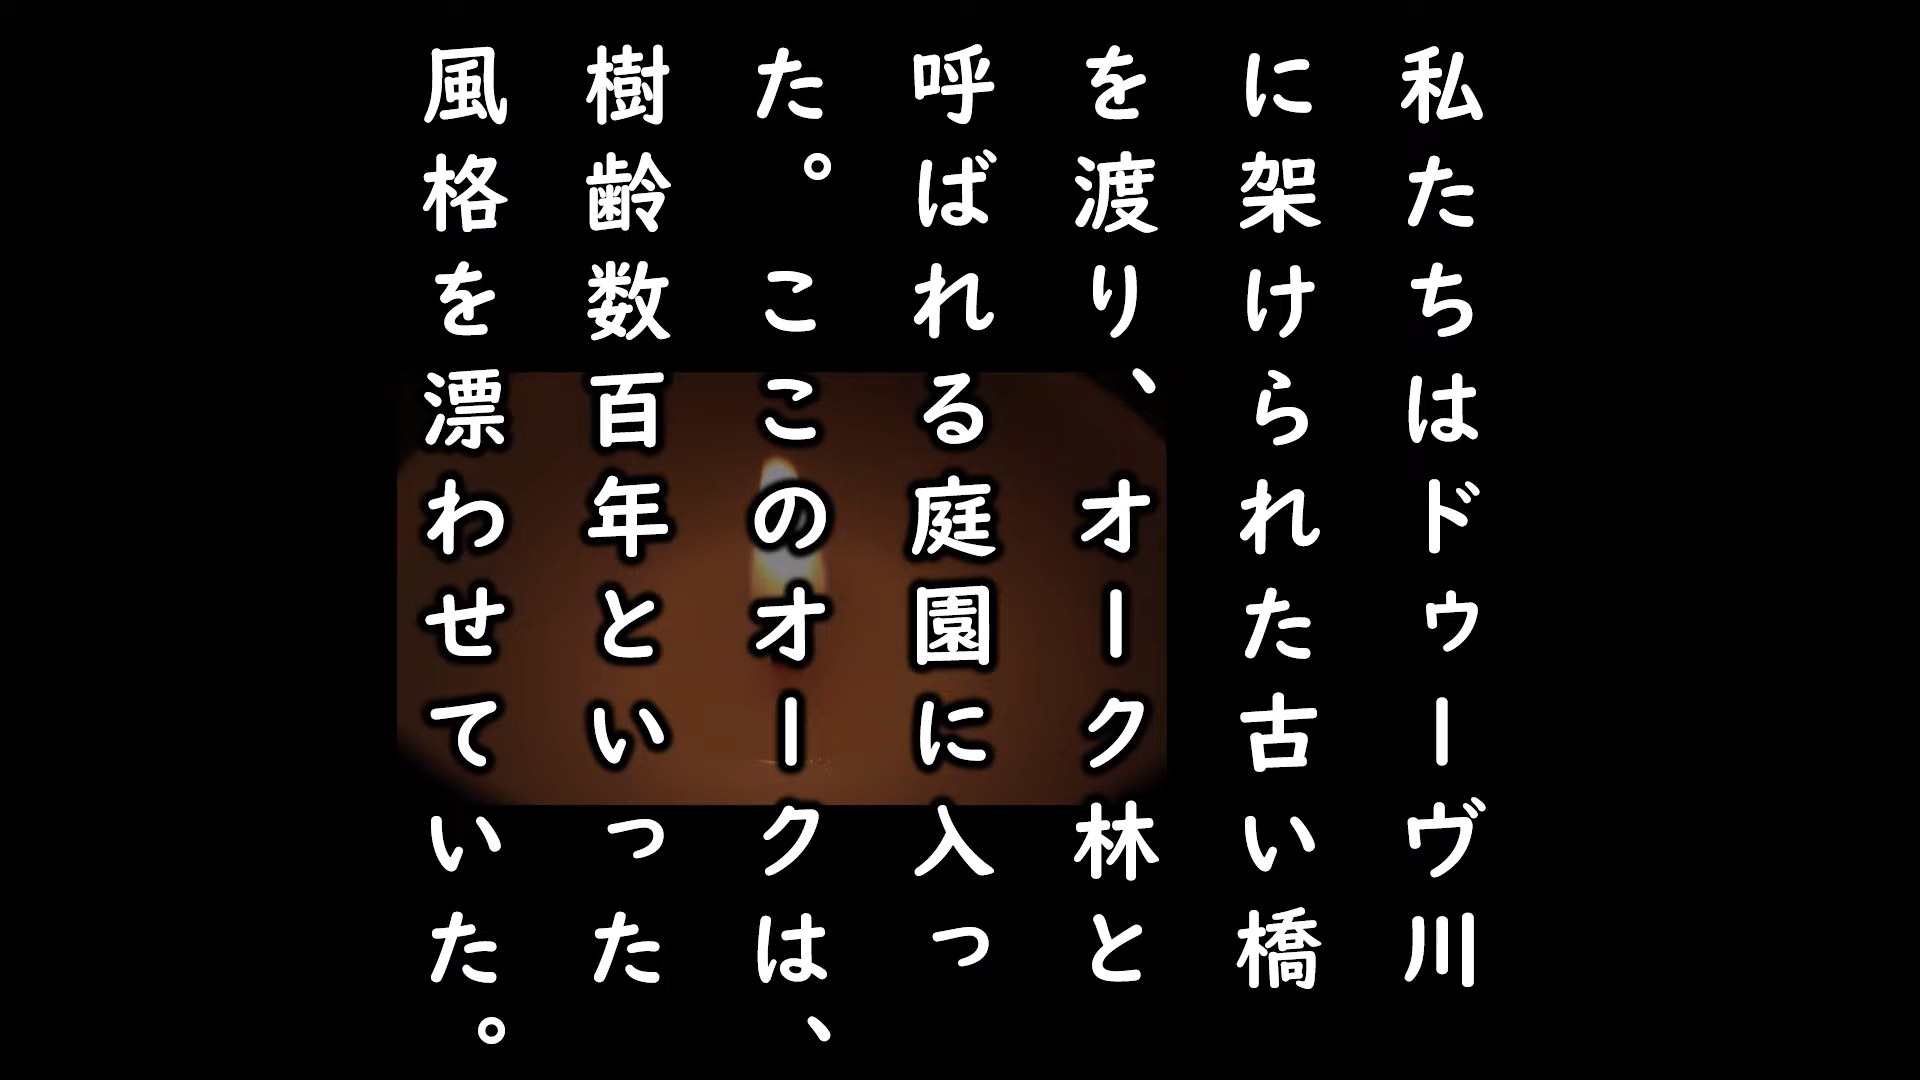 私たちはドゥーヴ川
に架けられた古い橋
を渡り、オーク林と
呼ばれる庭園に入っ
た。ここのオークは、
樹齢数百年といった
風格を漂わせていた。